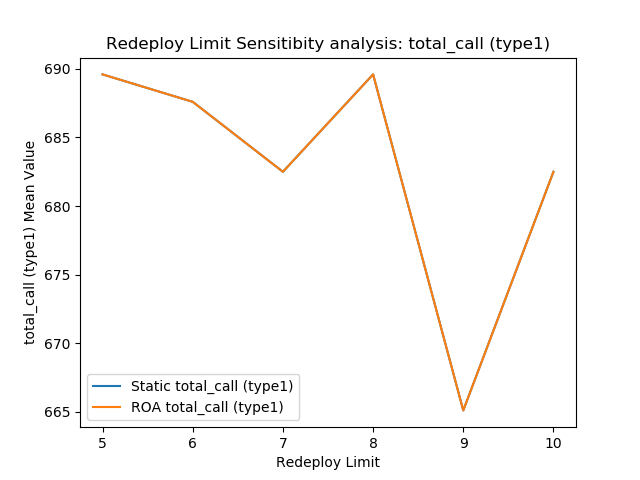 Redeploy Limit Sensitibity analysis: total_call (type1)
690
685
680
675
670
665
total_call (type1) Mean Value
Static total_call (type1)
ROA total_call (type1)
5 6 7 8 9 10
Redeploy Limit